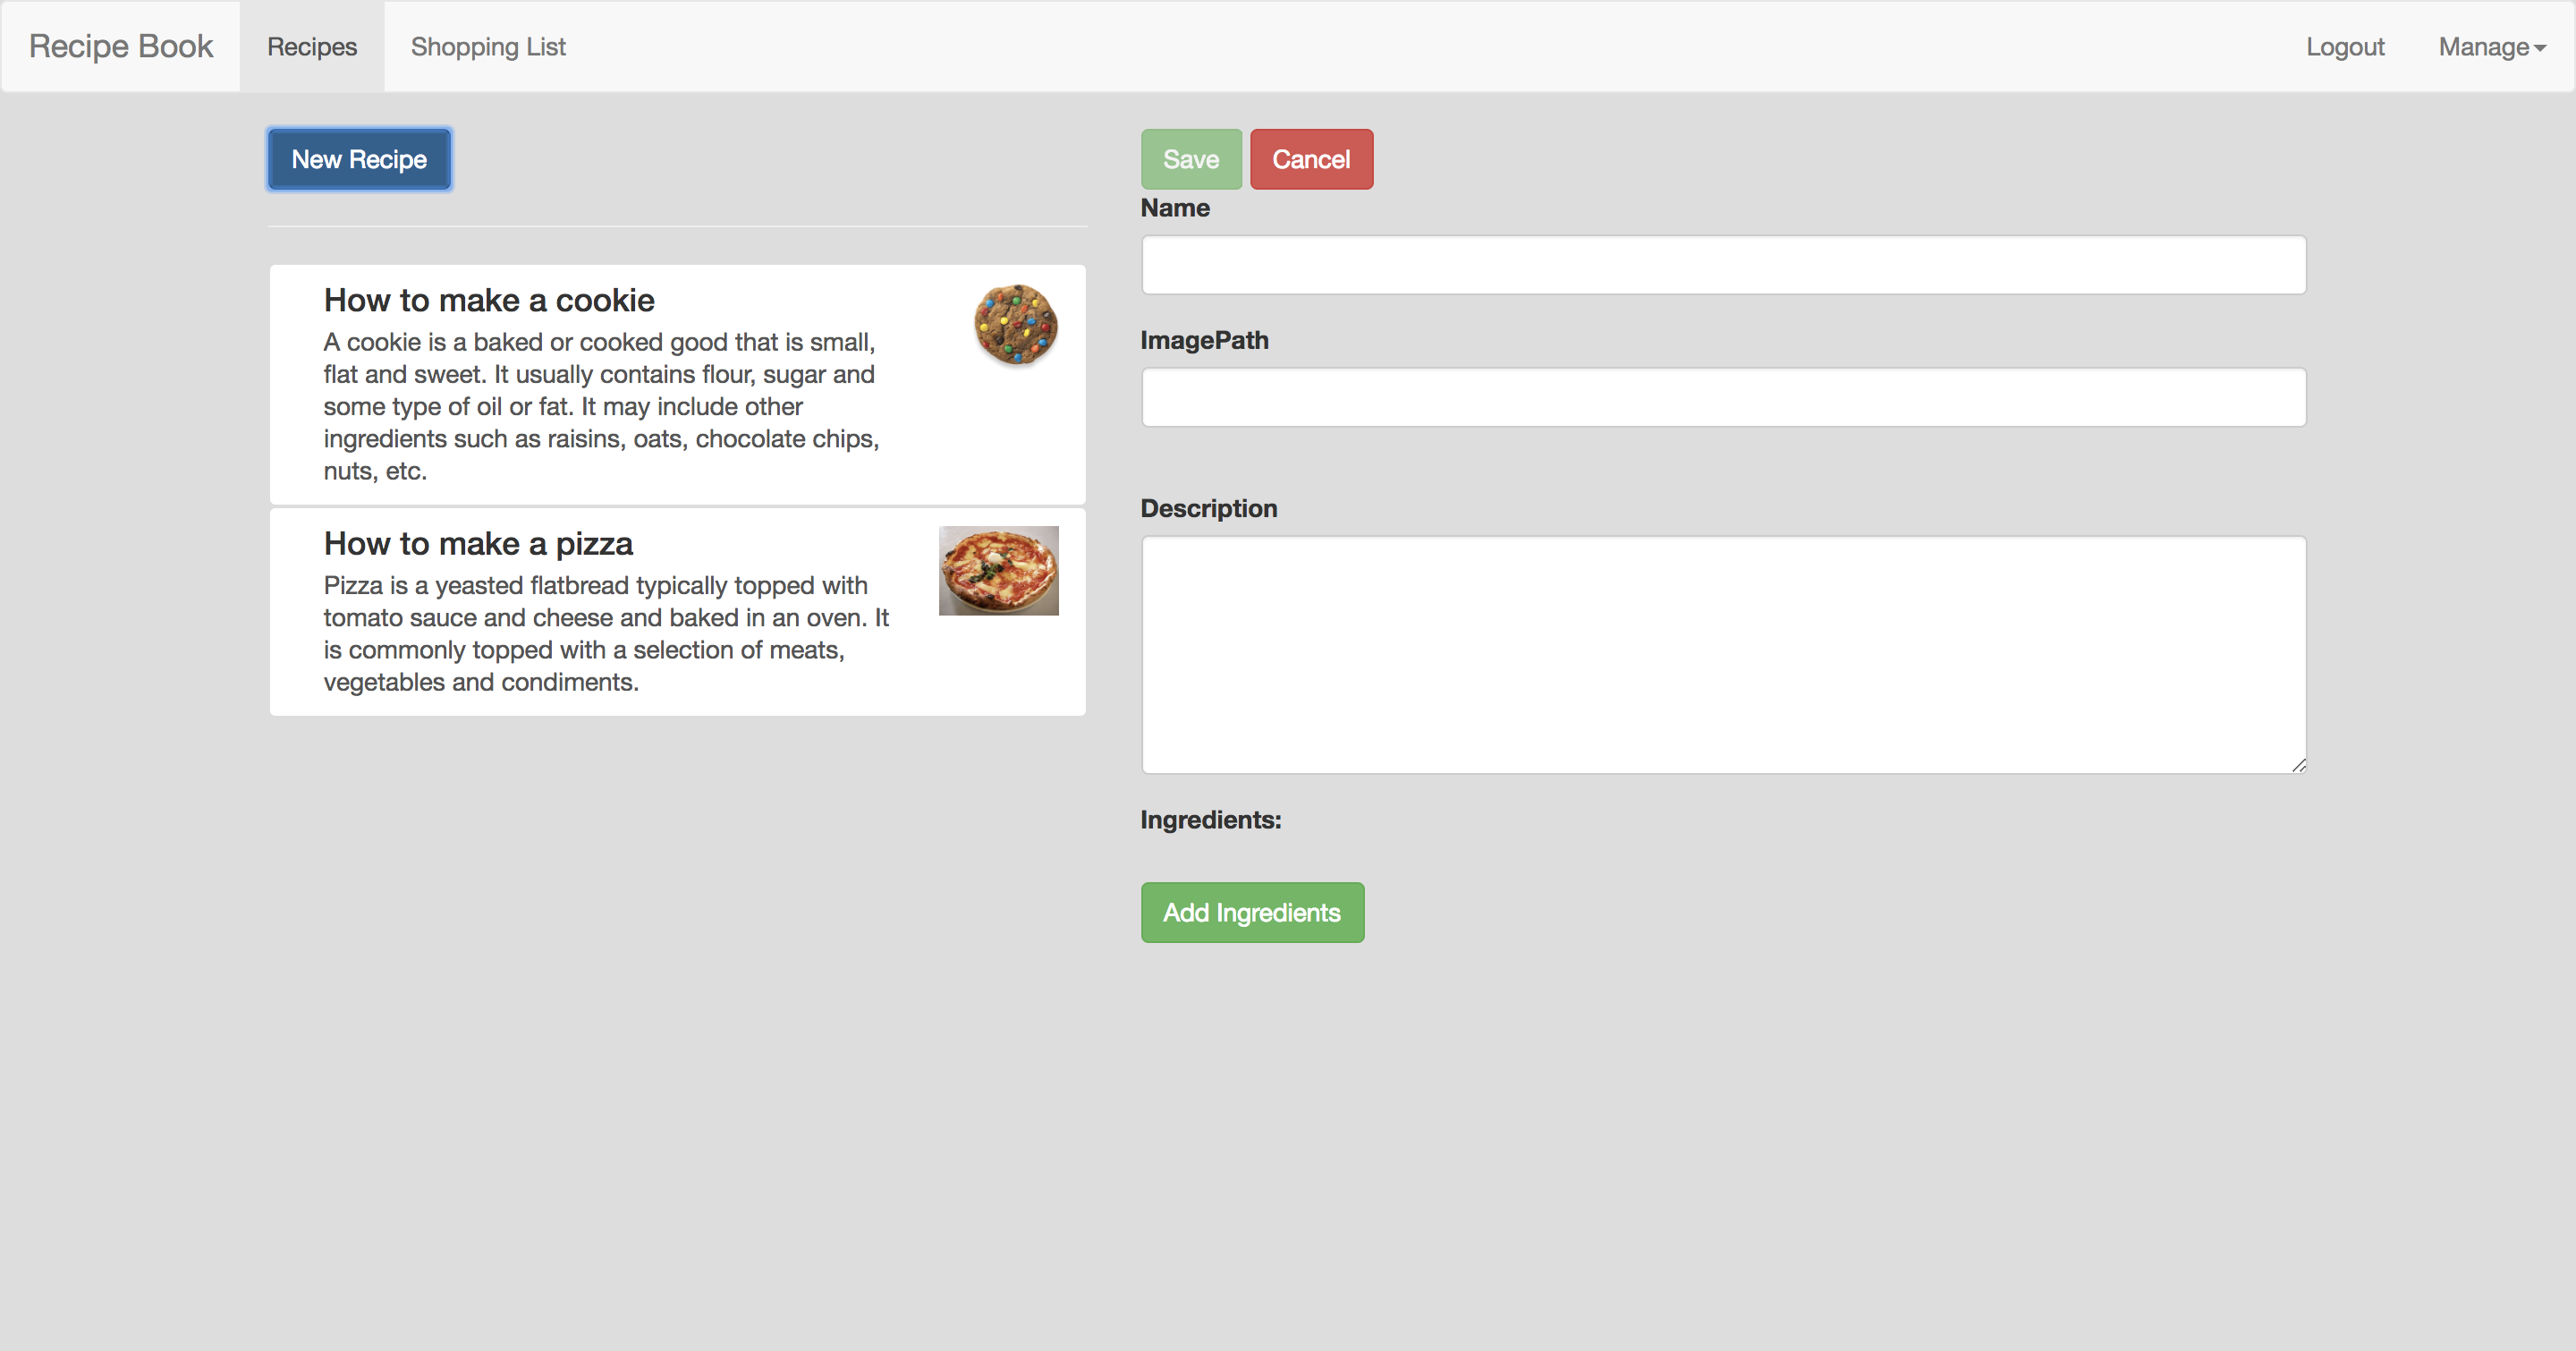 Recipe Book
Recipes
Shopping List
Logout
Manage
New Recipe
How to make a cookie
A cookie is a baked or cooked good that is small,
flat and sweet. It usually contains flour, sugar and
some type of oil or fat. It may include other
ingredients such as raisins, oats, chocolate chips,
nuts, etc.
How to make a pizza
Pizza is a yeasted flatbread typically topped with
tomato sauce and cheese and baked in an oven. It
is commonly topped with a selection of meats,
vegetables and condiments.
Save
Cancel
Name
ImagePath
Description
Ingredients:
Add Ingredients